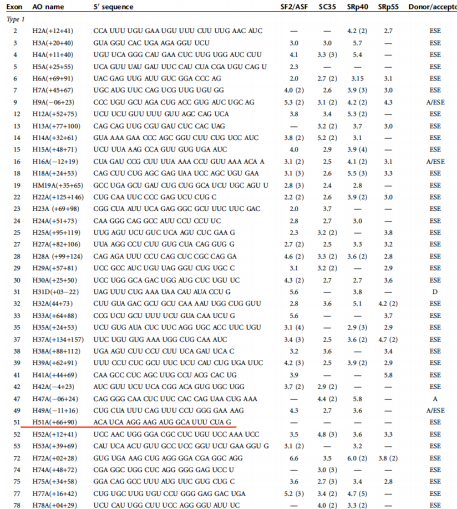 Exon AO name 5' sequence SF2/ASF SC35 SRp40 SRp55 Donor/accepto
Type 1
2 H2A(+12+41) CCA UUU UGU GAA UGU UUU CUU UUG AAC AUC — — 4.2 (2) 2.7 ESE
3 H3A(+20+40) GUA GGU CAC UGA AGA GGU UCU 3.0 3.0 5.7 — ESE
4 H4A(+11+40) UGU UCA GGG CAU GAA CUC UUG UGG AUC CUU 4.1 3.3 (3) 5.4 — ESE
5 H5A(+25+55) UCA GUU UAU GAU UUC CAU CUA CGA UGU CAG U 2.3 — — — ESE
6 H6A(+69+91) UAC GAG UUG AUU GUC GGA CCC AG 2.0 2.7 (2) 3.15 3.1 ESE
7 H7A(+45+67) UGC AUG UUC CAG UCG UUG UGU GG 4.0 (2) 2.6 3.9 (3) 3.0 ESE
9 H9A(−06+23) CCC UGU GCU AGA CUG ACC GUG AUC UGC AG 5.3 (2) 3.1 (2) 4.2 (2) 4.3 A/ESE
12 H12A(+52+75) UCU UCU GUU UUU GUU AGC CAG UCA 3.8 3.4 5.3 (2) — ESE
13 H13A(+77+100) CAG CAG UUG CGU GAU CUC CAC UAG — 3.2 (2) 3.7 3.0 ESE
14 H14A(+32+61) GUA AAA GAA CCC AGC GGU CUU CUG UCC AUC 3.8 (2) 5.2 (2) 3.1 — ESE
15 H15A(+48+71) UCU UUA AAG CCA GUU GUG UGA AUC 4.0 2.9 3.9 (4) — ESE
16 H16A(−12+19) CUA GAU CCG CUU UUA AAA CCU GUU AAA ACA A 3.1 (2) 2.5 4.1 (2) 3.1 A/ESE
18 H18A(+24+53) CAG CUU CUG AGC GAG UAA UCC AGC UGU GAA 3.1 (3) 2.6 5.5 (3) 3.3 ESE
19 HM19A(+35+65) GCC UGA GCU GAU CUG CUG GCA UCU UGC AGU U 2.8 (3) 2.4 2.8 — ESE
22 H22A(+125+146) CUG CAA UUC CCC GAG UCU CUG C 2.2 (2) 2.6 3.9 (2) 3.0 ESE
23 H23A (+69+98) CGG CUA AUU UCA GAG GGC GCU UUC UUU GAC 2.0 3.7 — — ESE
24 H24A(+51+73) CAA GGG CAG GCC AUU CCU CCU UC 2.8 2.7 3.0 — ESE
25 H25A(+95+119) UUG AGU UCU GUC UCA AGU CUC GAA G 2.3 3.2 (2) — 3.8 ESE
27 H27A(+82+106) UUA AGG CCU CUU GUG CUA CAG GUG G 2.7 (2) 2.5 3.3 3.2 ESE
28 H28A (+99+124) CAG AGA UUU CCU CAG CUC CGC CAG GA 4.6 (2) 3.3 (2) 3.6 (2) 2.8 ESE
29 H29A(+57+81) UCC GCC AUC UGU UAG GGU CUG UGC C 3.1 3.2 (2) — 2.9 ESE
30 H30A(+25+50) UCC UGG GCA GAC UGG AUG CUC UGU UC 4.3 (2) 2.7 2.7 3.6 ESE
31 H31D(+03−22) UAG UUU CUG AAA UAA CAU AUA CCU G 5.6 — 3.8 — D
32 H32A(44+73) CUU GUA GAC GCU GCU CAA AAU UGG CUG GUU 2.8 3.6 5.1 4.2 (2) ESE
33 H33A(+64+88) CCG UCU GCU UUU UCU GUA CAA UCU G 5.6 — — 3.7 ESE
35 H35A(+24+53) UCU GUG AUA CUC UUC AGG UGC ACC UUC UGU 3.1 (4) — 2.9 (3) 2.9 ESE
37 H37A(+134+157) UUC UGU GUG AAA UGG CUG CAA AUC 3.4 (3) 2.5 3.6 (2) 4.7 (2) ESE
38 H38A(+88+112) UGA AGU CUU CCU CUU UCA GAU UCA C 3.2 3.6 — 3.4 ESE
39 H39A(+62+91) UUU CCU CUC GCU UUC UCU CAU CUG UGA UUC 4.2 (3) 2.5 3.9 (2) 2.9 ESE
41 H41A(+44+69) CAA GCC CUC AGC UUG CCU ACG CAC UG 3.9 — — 5.8 ESE
42 H42A(−4+23) AUC GUU UCU UCA CGG ACA GUG UGC UGG 3.7 (2) 2.9 (2) — — ESE
47 H47A(−06+24) CAG GGG CAA CUC UUC CAC CAG UAA CUG AAA — 4.4 (2) 5.8 — A
49 H49A(−11+16) CUG CUA UUU CAG UUU CCU GGG GAA AAG 4.3 2.7 3.6 — A/ESE
51 H51A(+66+90) ACA UCA AGG AAG AUG GCA UUU CUA G — — — — ESE
52 H52A(+12+41) UCC AAC UGG GGA CGC CUC UGU UCC AAA UCC 3.5 4.8 (3) 3.6 3.3 ESE
53 H53A(+39+69) CAU UCA ACU GUU GCC UCC GGU UCU GAA GGU G 3.1 (2) — 3.2 — ESE
72 H72A(+02+28) GUG UGA AAG CUG AGG GGA CGA GGC AGG 6.6 3.5 6.0 (2) 3.8 (2) ESE
74 H74A(+48+72) CGA GGC UGG CUC AGG GGG GAG UCC U — 3.0 (3) — — ESE
75 H75A(+34+58) GGA CAG GCC UUU AUG UUC GUG CUG C 3.6 2.7 (3) 3.4 2.8 ESE
77 H77A(+16+42) CUG UGC UUG UGU CCU GGG GAG GAC UGA 5.2 (3) 3.4 (2) 4.7 (5) — ESE
78 H78A(+04+29) UCU CAU UGG CUU UCC AGG GGU AUU UC — 4.0 (2) 3.3 (2) — ESE